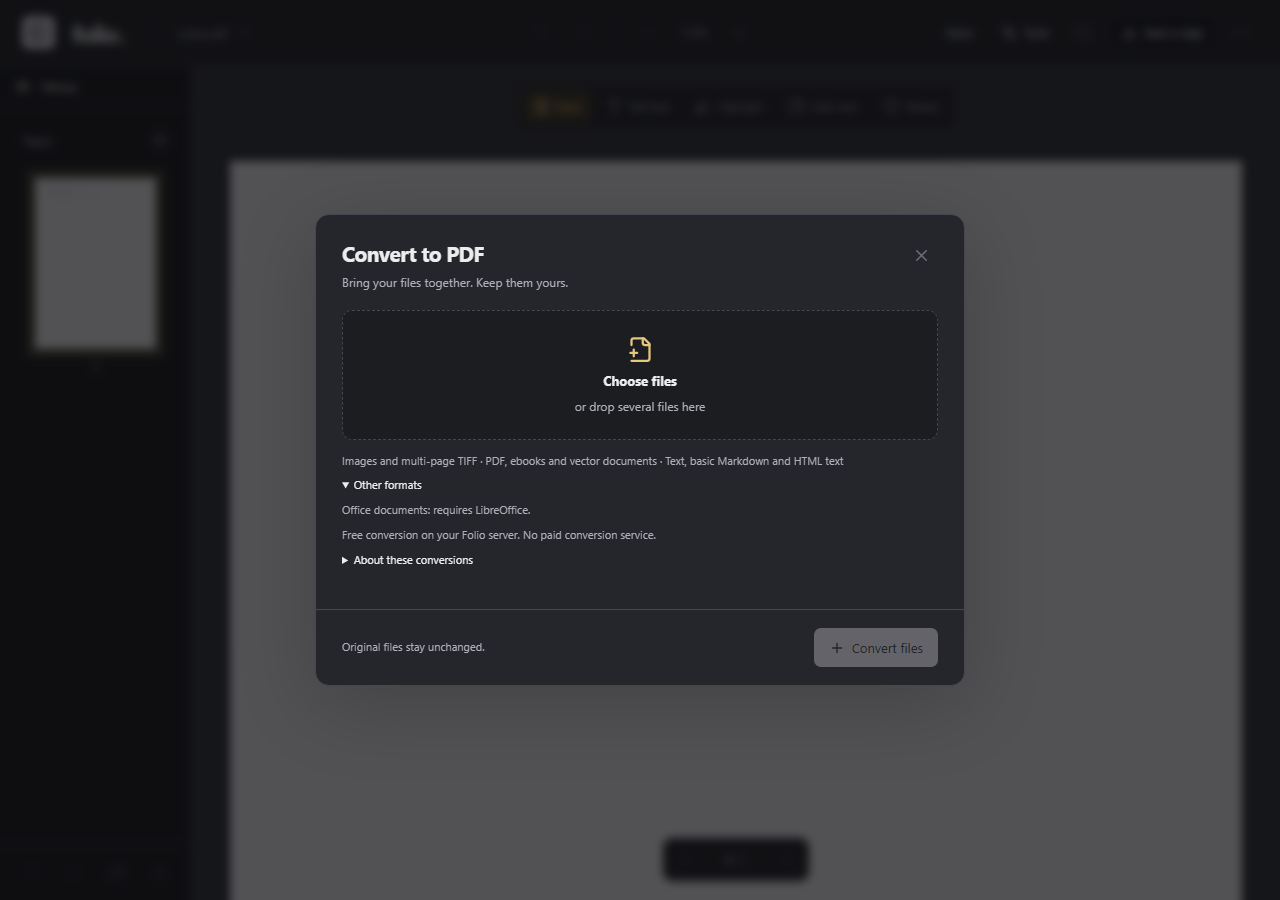 folio.
Convert to PDF
Bring your files together. Keep them yours.
Choose files
or drop several files here
Images and multi-page TIFF · PDF, ebooks and vector documents · Text, basic Markdown and HTML text
Other formats
Office documents: requires LibreOffice.
Free conversion on your Folio server. No paid conversion service.
About these conversions
Original files stay unchanged.
Convert files